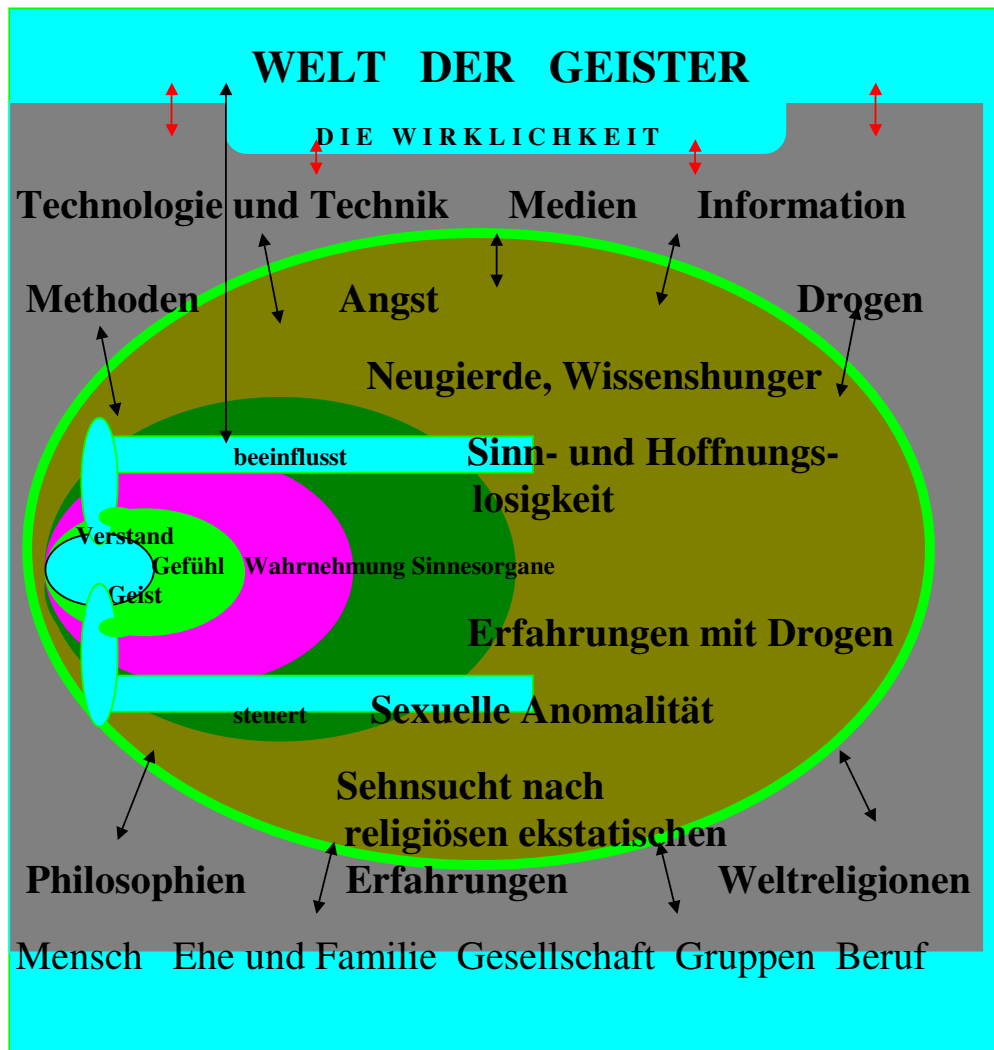 WELT DER GEISTER
DIE WIRKLICHKEIT
Technologie und Technik Medien Information
Methoden Angst Drogen
Neugierde, Wissenshunger
beeinflusst Sinn- und Hoffnungs-
losigkeit
Verstand
Gefühl Wahrnehmung Sinnesorgane
Geist
Erfahrungen mit Drogen
steuert Sexuelle Anomalität
Sehnsucht nach
religiösen ekstatischen
Philosophien Erfahrungen Weltreligionen
Mensch Ehe und Familie Gesellschaft Gruppen Beruf